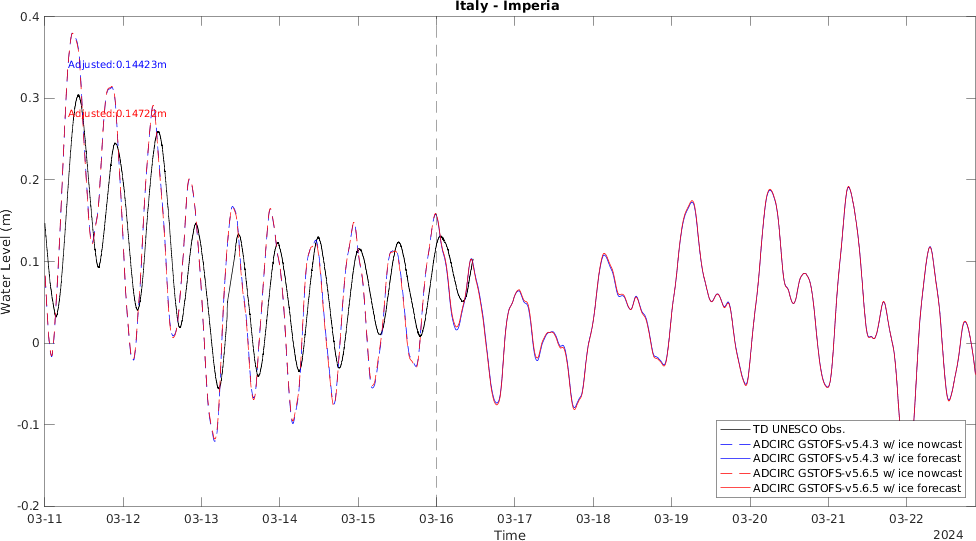 Italy - Imperia
0.4
0.3
0.2
0.1
0
-0.1
-0.2
Water Level (m)
Adjusted:0.14423m
Adjusted:0.14722m
TD UNESCO Obs.
ADCIRC GSTOFS-v5.4.3 w/ ice nowcast
ADCIRC GSTOFS-v5.4.3 w/ ice forecast
ADCIRC GSTOFS-v5.6.5 w/ ice nowcast
ADCIRC GSTOFS-v5.6.5 w/ ice forecast
03-11 03-12 03-13 03-14 03-15 03-16 03-17 03-18 03-19 03-20 03-21 03-22
Time
2024